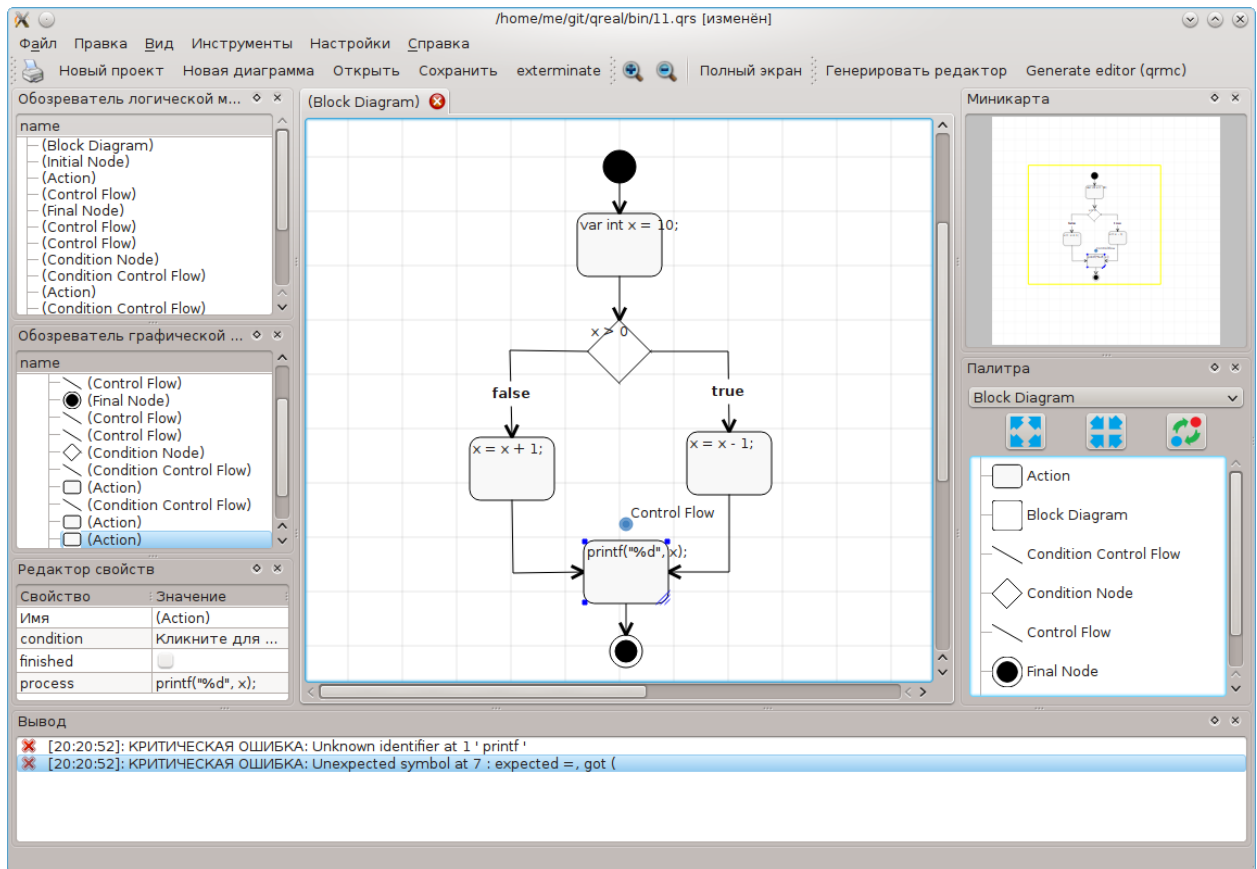 /home/me/git/qreal/bin/11.qrs [изменён]
Файл Правка Вид Инструменты Настройки Справка
Новый проект Новая диаграмма Открыть Сохранить exterminate Полный экран Генерировать редактор Generate editor (qrmc)
Обозреватель логической м...
name
(Block Diagram)
(Initial Node)
(Action)
(Control Flow)
(Final Node)
(Control Flow)
(Control Flow)
(Condition Node)
(Condition Control Flow)
(Action)
(Condition Control Flow)
Обозреватель графической ...
name
(Control Flow)
(Final Node)
(Control Flow)
(Control Flow)
(Condition Node)
(Condition Control Flow)
(Action)
(Condition Control Flow)
(Action)
(Action)
Редактор свойств
Свойство Значение
Имя (Action)
condition Кликните для ...
finished
process printf("%d", x);
(Block Diagram)
var int x = 10;
x > 0
false
true
x = x + 1;
x = x - 1;
Control Flow
printf("%d", x);
Миникарта
Палитра
Block Diagram
Action
Block Diagram
Condition Control Flow
Condition Node
Control Flow
Final Node
Вывод
[20:20:52]: КРИТИЧЕСКАЯ ОШИБКА: Unknown identifier at 1 ' printf '
[20:20:52]: КРИТИЧЕСКАЯ ОШИБКА: Unexpected symbol at 7 : expected =, got (